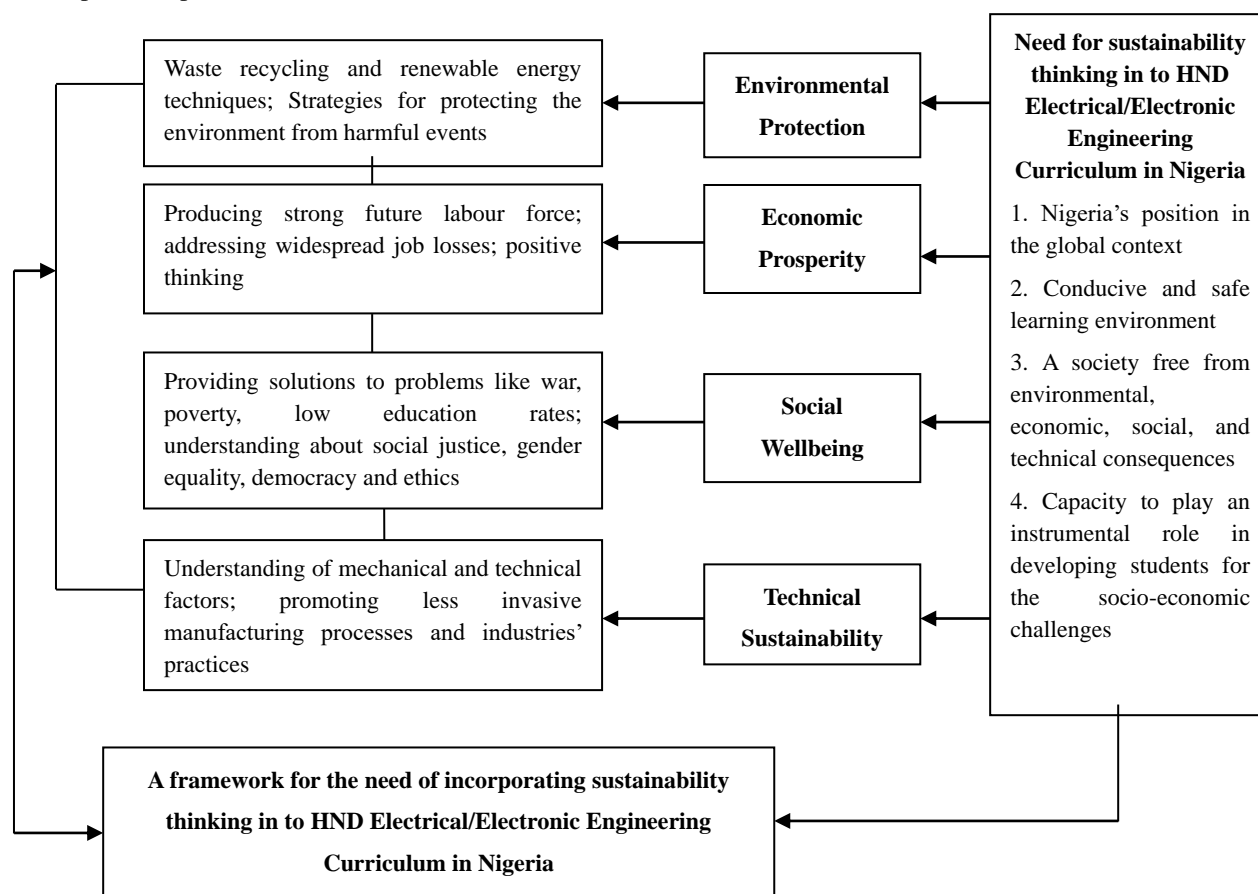 Waste recycling and renewable energy
techniques; Strategies for protecting the
environment from harmful events
Environmental
Protection
Producing strong future labour force;
addressing widespread job losses; positive
thinking
Economic
Prosperity
Providing solutions to problems like war,
poverty, low education rates;
understanding about social justice, gender
equality, democracy and ethics
Social
Wellbeing
Understanding of mechanical and technical
factors; promoting less invasive
manufacturing processes and industries’
practices
Technical
Sustainability
Need for sustainability
thinking in to HND
Electrical/Electronic
Engineering
Curriculum in Nigeria
1. Nigeria’s position in
the global context
2. Conducive and safe
learning environment
3. A society free from
environmental,
economic, social, and
technical consequences
4. Capacity to play an
instrumental role in
developing students for
the socio-economic
challenges
A framework for the need of incorporating sustainability
thinking in to HND Electrical/Electronic Engineering
Curriculum in Nigeria